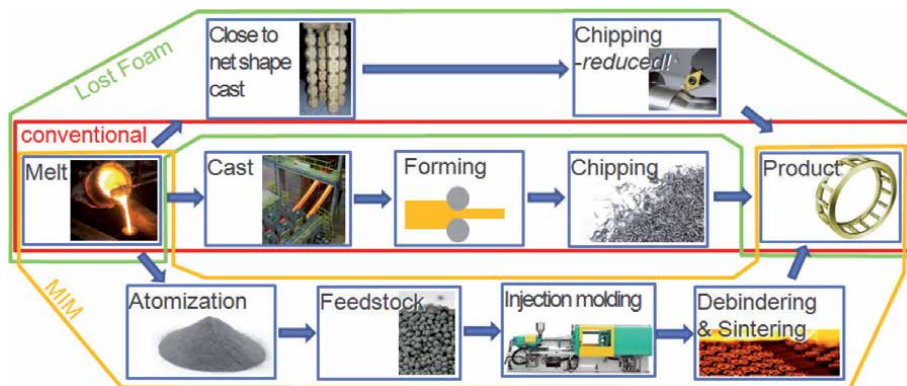 Lost Foam
Close to
net shape
cast
Chipping
-reduced!
conventional
Melt
Cast
Forming
Chipping
Product
MIM
Atomization
Feedstock
Injection molding
Debindering
& Sintering